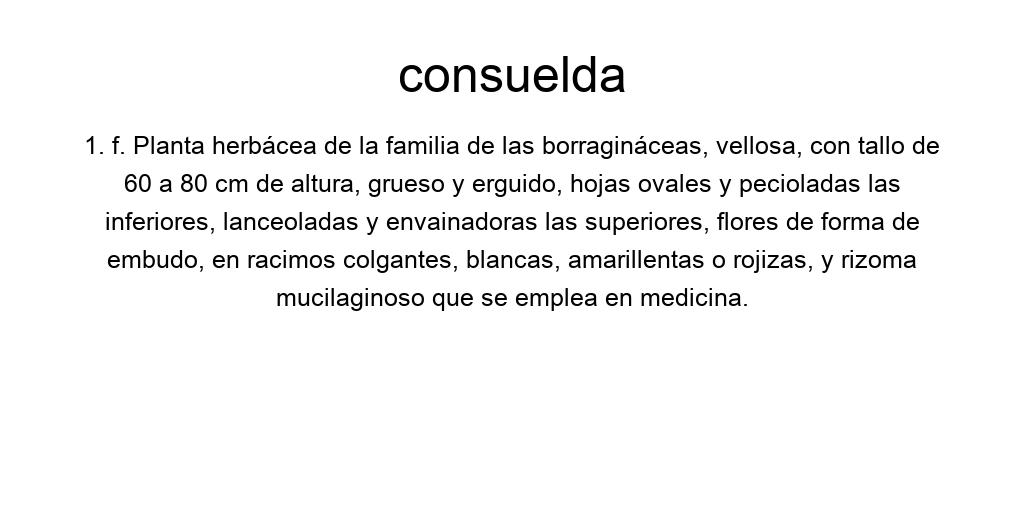 consuelda
1. f. Planta herbácea de la familia de las borragináceas, vellosa, con tallo de
60 a 80 cm de altura, grueso y erguido, hojas ovales y pecioladas las
inferiores, lanceoladas y envainadoras las superiores, flores de forma de
embudo, en racimos colgantes, blancas, amarillentas o rojizas, y rizoma
mucilaginoso que se emplea en medicina.